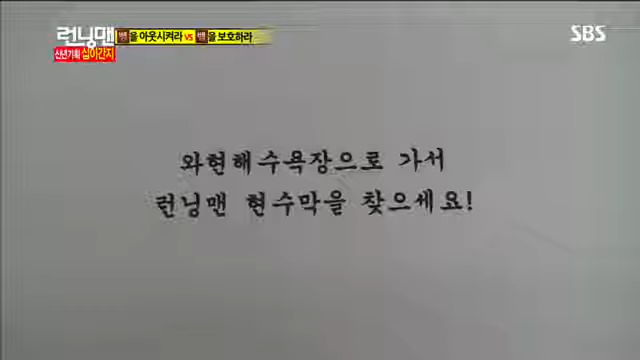 런닝맨
신년기획 십이간지
뱀을 아웃시켜라 vs 뱀을 보호하라
SBS
와현해수욕장으로 가서
런닝맨 현수막을 찾으세요!